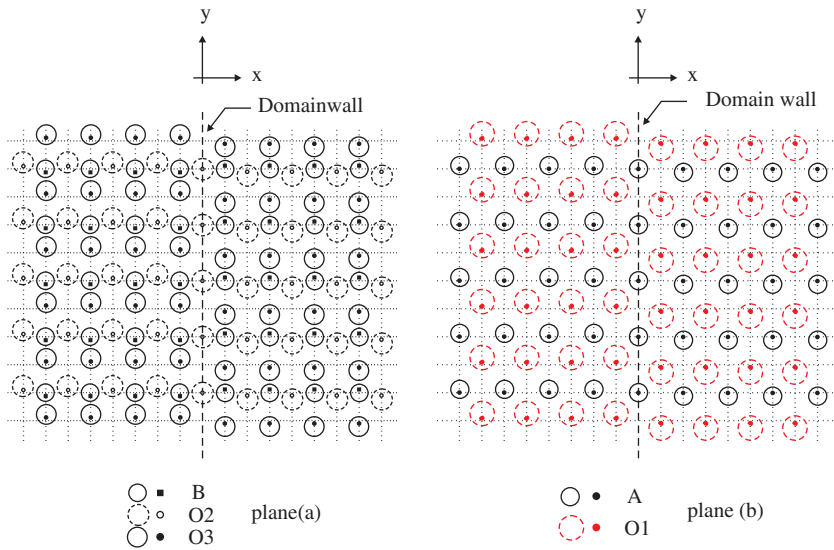 y
x
Domainwall
B
O2
O3
plane(a)
y
x
Domain wall
A
O1
plane (b)